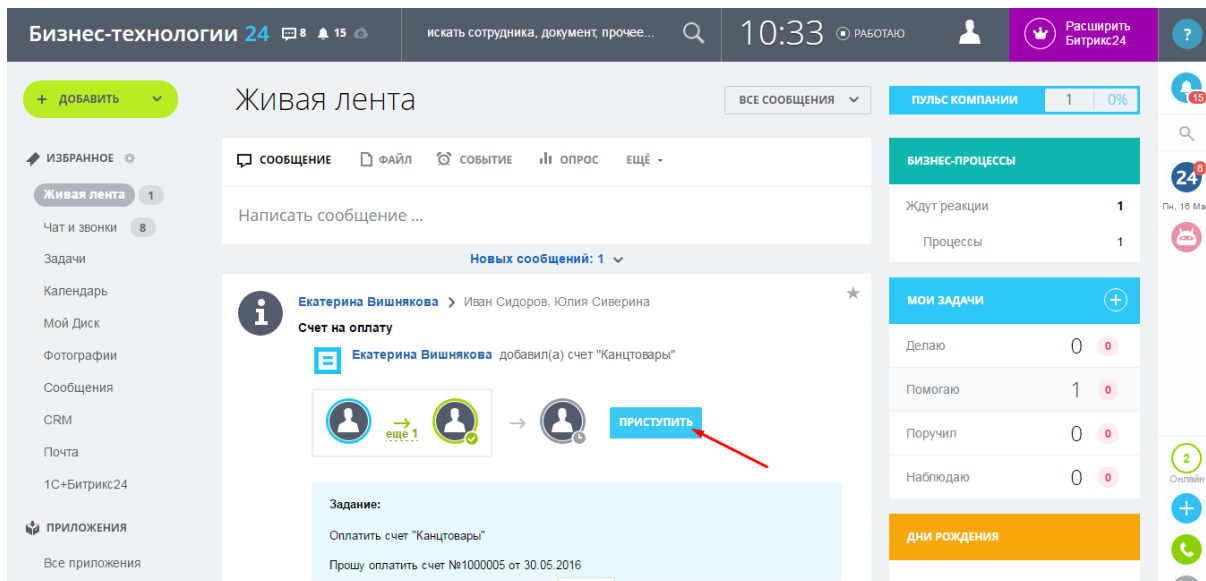 Бизнес-технологии 24 8 15
искать сотрудника, документ, прочее...
10:33 РАБОТАЮ
Расширить
Битрикс24
?
+ ДОБАВИТЬ
ИЗБРАННОЕ
Живая лента 1
Чат и звонки 8
Задачи
Календарь
Мой Диск
Фотографии
Сообщения
CRM
Почта
1С+Битрикс24
ПРИЛОЖЕНИЯ
Все приложения
Живая лента
ВСЕ СООБЩЕНИЯ
СООБЩЕНИЕ ФАЙЛ СОБЫТИЕ ОПРОС ЕЩЁ
Написать сообщение ...
Новых сообщений: 1
Екатерина Вишнякова > Иван Сидоров, Юлия Сиверина
Счет на оплату
Екатерина Вишнякова добавил(а) счет "Канцтовары"
еще 1
ПРИСТУПИТЬ
Задание:
Оплатить счет "Канцтовары"
Прошу оплатить счет №1000005 от 30.05.2016
ПУЛЬС КОМПАНИИ 1 0%
БИЗНЕС-ПРОЦЕССЫ
Ждут реакции 1
Процессы 1
МОИ ЗАДАЧИ
Делаю 0 0
Помогаю 1 0
Поручил 0 0
Наблюдаю 0 0
ДНИ РОЖДЕНИЯ
15
24 8
Пн, 16 Ма
2
Онлайн